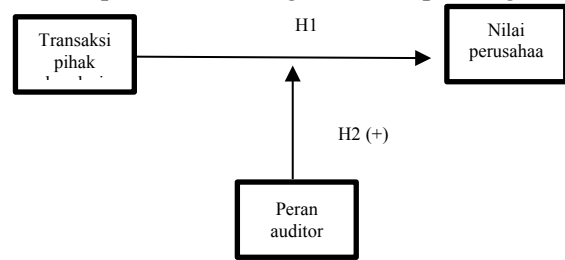 H1
Transaksi
pihak
Nilai
perusahaa
H2 (+)
Peran
auditor